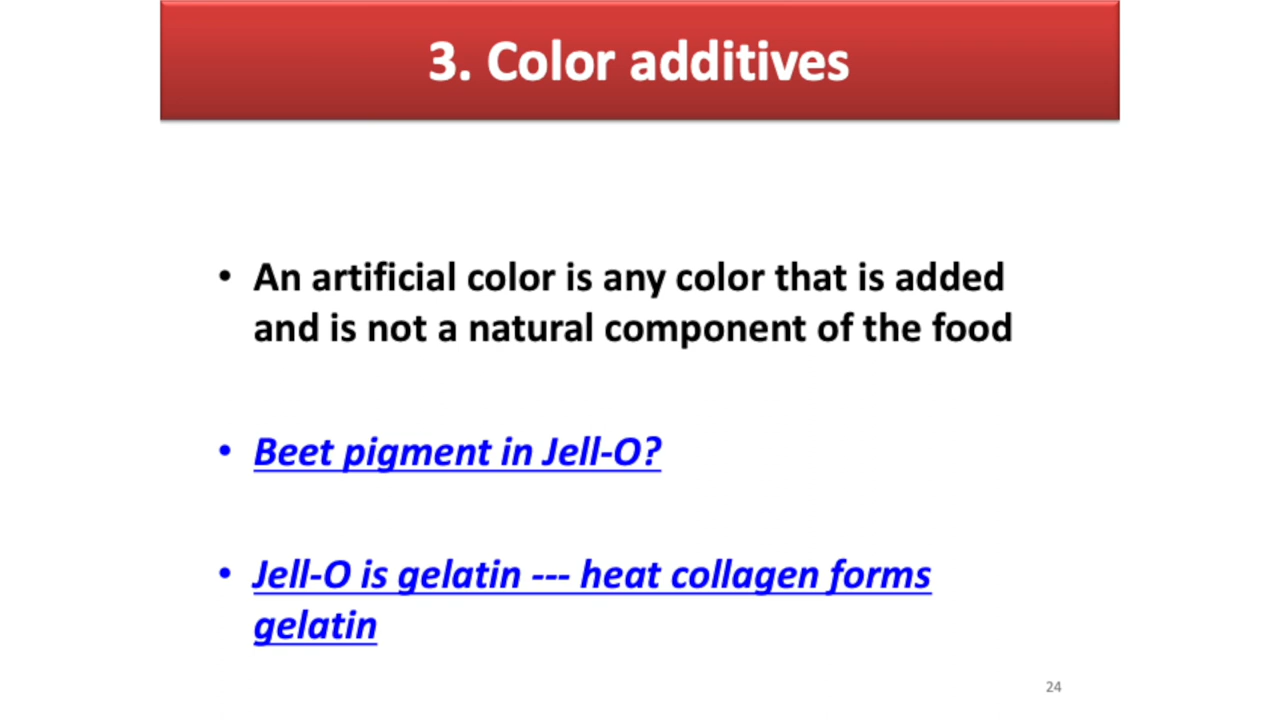 3. Color additives
• An artificial color is any color that is added
and is not a natural component of the food
• Beet pigment in Jell-O?
• Jell-O is gelatin --- heat collagen forms
gelatin
24